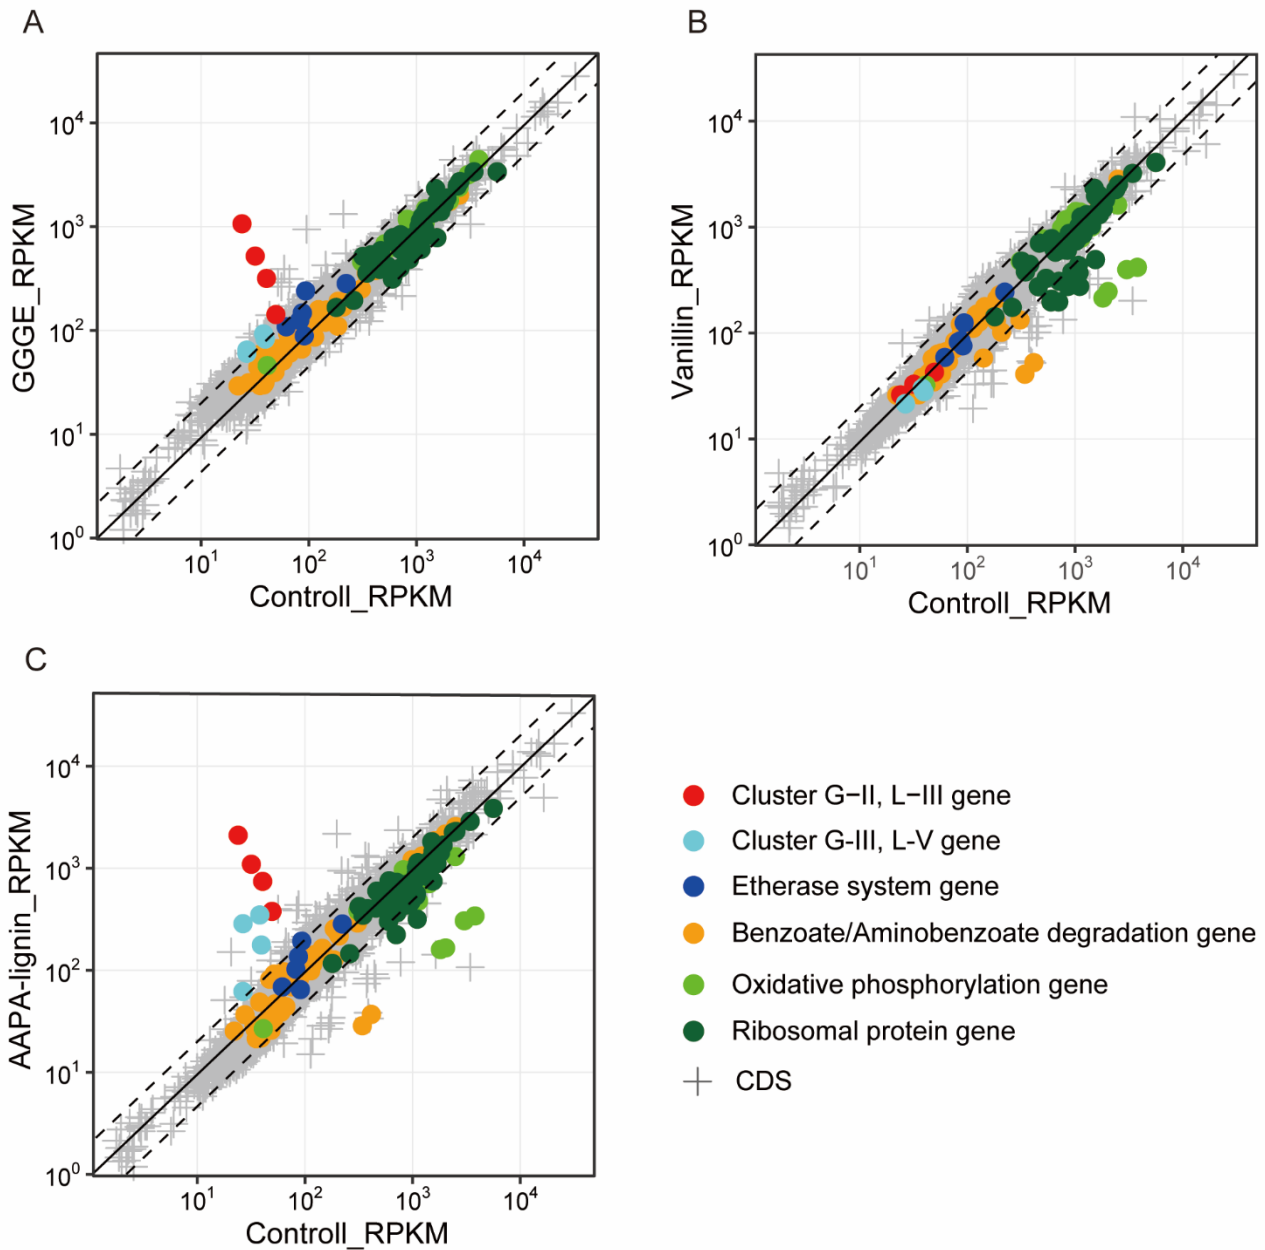 A
GGGE_RPKM
10⁴
10³
10²
10¹
10⁰
10¹ 10² 10³ 10⁴
Controll_RPKM
B
Vanillin_RPKM
10⁴
10³
10²
10¹
10⁰
10¹ 10² 10³ 10⁴
Controll_RPKM
C
AAPA-lignin_RPKM
10⁴
10³
10²
10¹
10⁰
10¹ 10² 10³ 10⁴
Controll_RPKM
Cluster G−II, L−III gene
Cluster G-III, L-V gene
Etherase system gene
Benzoate/Aminobenzoate degradation gene
Oxidative phosphorylation gene
Ribosomal protein gene
CDS